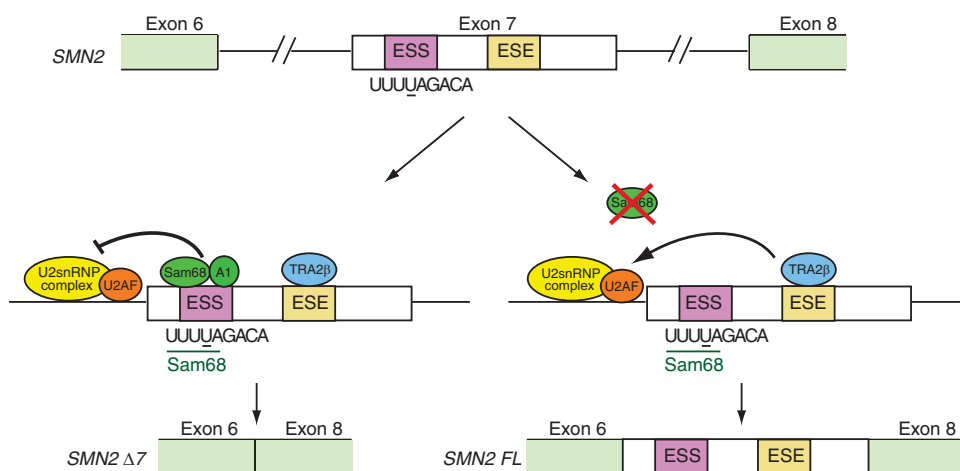 Exon 6 Exon 7 Exon 8
SMN2 ESS ESE
UUUUAGACA
Sam68
U2snRNP complex U2AF Sam68 A1 TRA2β
ESS ESE
UUUUAGACA
Sam68
U2snRNP complex U2AF TRA2β
ESS ESE
UUUUAGACA
Sam68
Exon 6 Exon 8
SMN2 Δ7
Exon 6 Exon 8
SMN2 FL ESS ESE